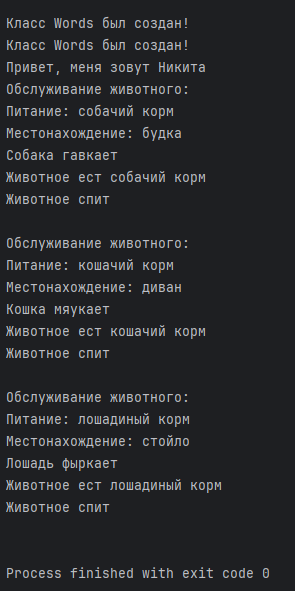 Класс Words был создан!
Класс Words был создан!
Привет, меня зовут Никита
Обслуживание животного:
Питание: собачий корм
Местонахождение: будка
Собака гавкает
Животное ест собачий корм
Животное спит
Обслуживание животного:
Питание: кошачий корм
Местонахождение: диван
Кошка мяукает
Животное ест кошачий корм
Животное спит
Обслуживание животного:
Питание: лошадиный корм
Местонахождение: стойло
Лошадь фыркает
Животное ест лошадиный корм
Животное спит
Process finished with exit code 0